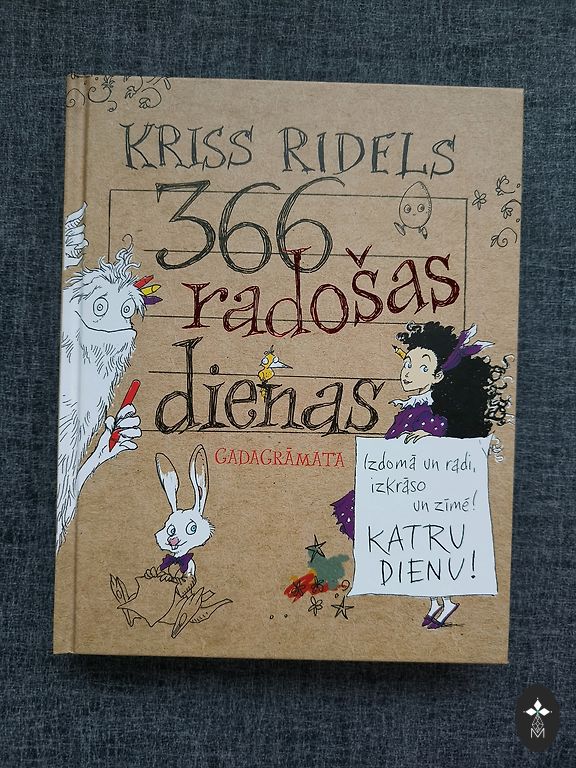 KRISS RIDELS
366
radošas
dienas
GADAGRĀMATA
Izdomā un radi,
izkrāso
un zīmē!
KATRU
DIENU!
M